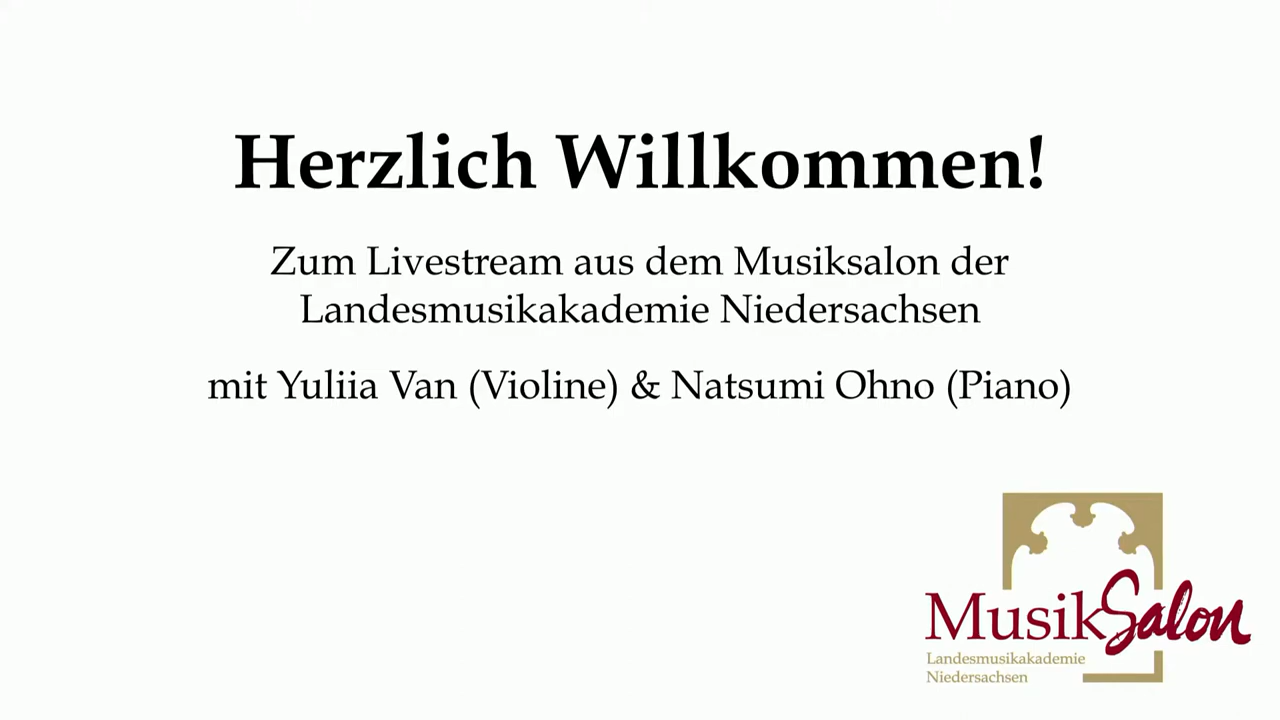 Herzlich Willkommen!
Zum Livestream aus dem Musiksalon der
Landesmusikakademie Niedersachsen
mit Yuliia Van (Violine) & Natsumi Ohno (Piano)
MusikSalon
Landesmusikakademie
Niedersachsen